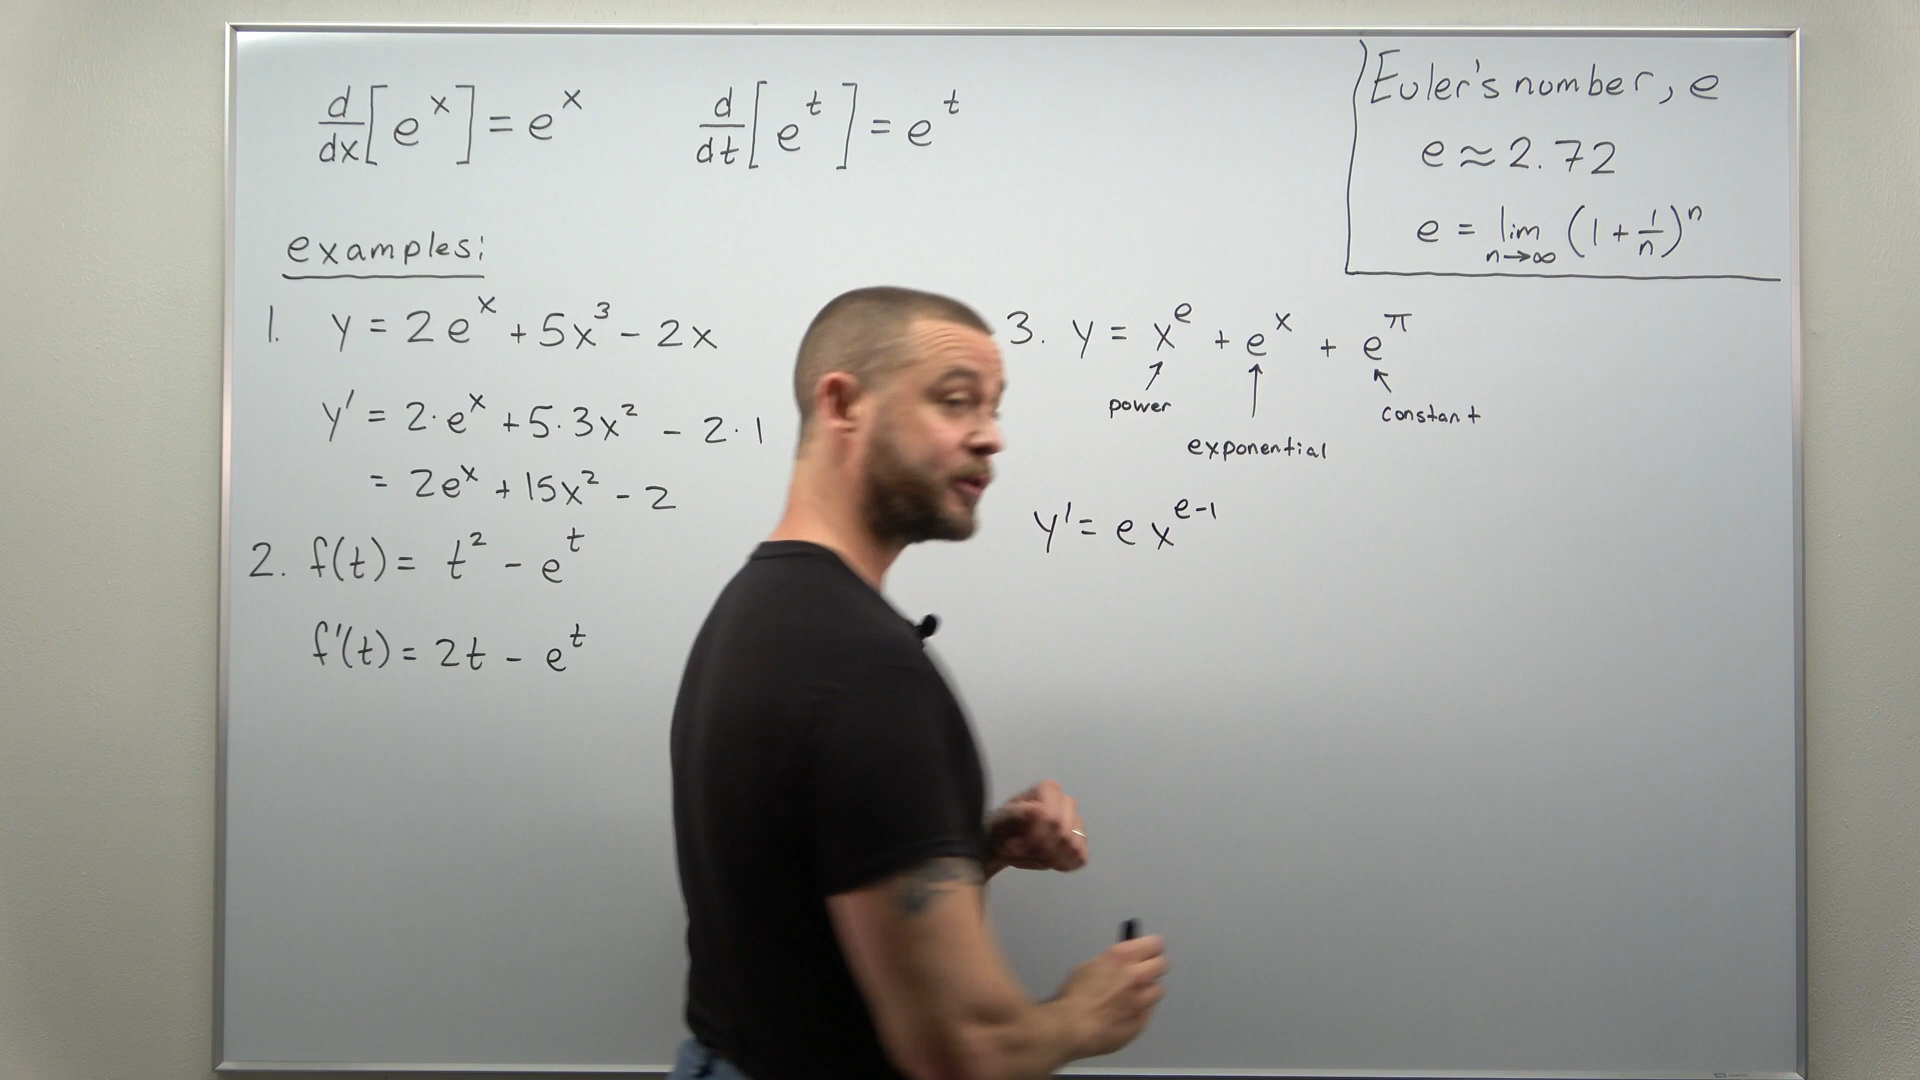 d/dx[e^x] = e^x
d/dt[e^t] = e^t
Euler's number, e
e ≈ 2.72
e = lim n→∞ (1 + 1/n)^n
examples:
1. y = 2e^x + 5x^3 - 2x
y' = 2·e^x + 5·3x^2 - 2·1
= 2e^x + 15x^2 - 2
2. f(t) = t^2 - e^t
f'(t) = 2t - e^t
3. y = x^e + e^x + e^π
power
constant
exponential
y' = e x^(e-1)